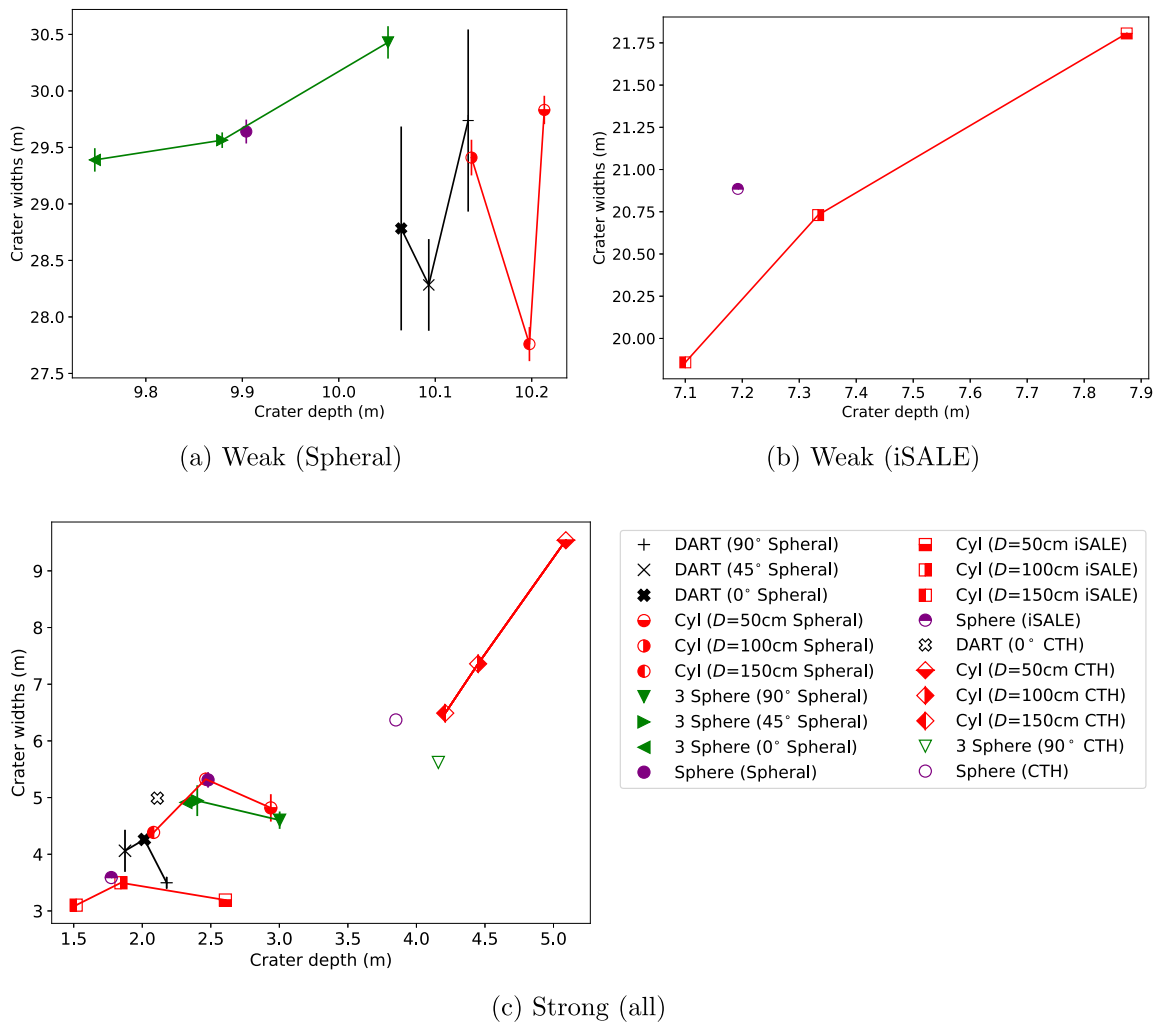 30.5
30.0
29.5
29.0
28.5
28.0
27.5
Crater widths (m)
9.8 9.9 10.0 10.1 10.2
Crater depth (m)
(a) Weak (Spheral)
21.75
21.50
21.25
21.00
20.75
20.50
20.25
20.00
Crater widths (m)
7.1 7.2 7.3 7.4 7.5 7.6 7.7 7.8 7.9
Crater depth (m)
(b) Weak (iSALE)
9
8
7
6
5
4
3
Crater widths (m)
1.5 2.0 2.5 3.0 3.5 4.0 4.5 5.0
Crater depth (m)
DART (90° Spheral)
DART (45° Spheral)
DART (0° Spheral)
Cyl (D=50cm Spheral)
Cyl (D=100cm Spheral)
Cyl (D=150cm Spheral)
3 Sphere (90° Spheral)
3 Sphere (45° Spheral)
3 Sphere (0° Spheral)
Sphere (Spheral)
Cyl (D=50cm iSALE)
Cyl (D=100cm iSALE)
Cyl (D=150cm iSALE)
Sphere (iSALE)
DART (0° CTH)
Cyl (D=50cm CTH)
Cyl (D=100cm CTH)
Cyl (D=150cm CTH)
3 Sphere (90° CTH)
Sphere (CTH)
(c) Strong (all)